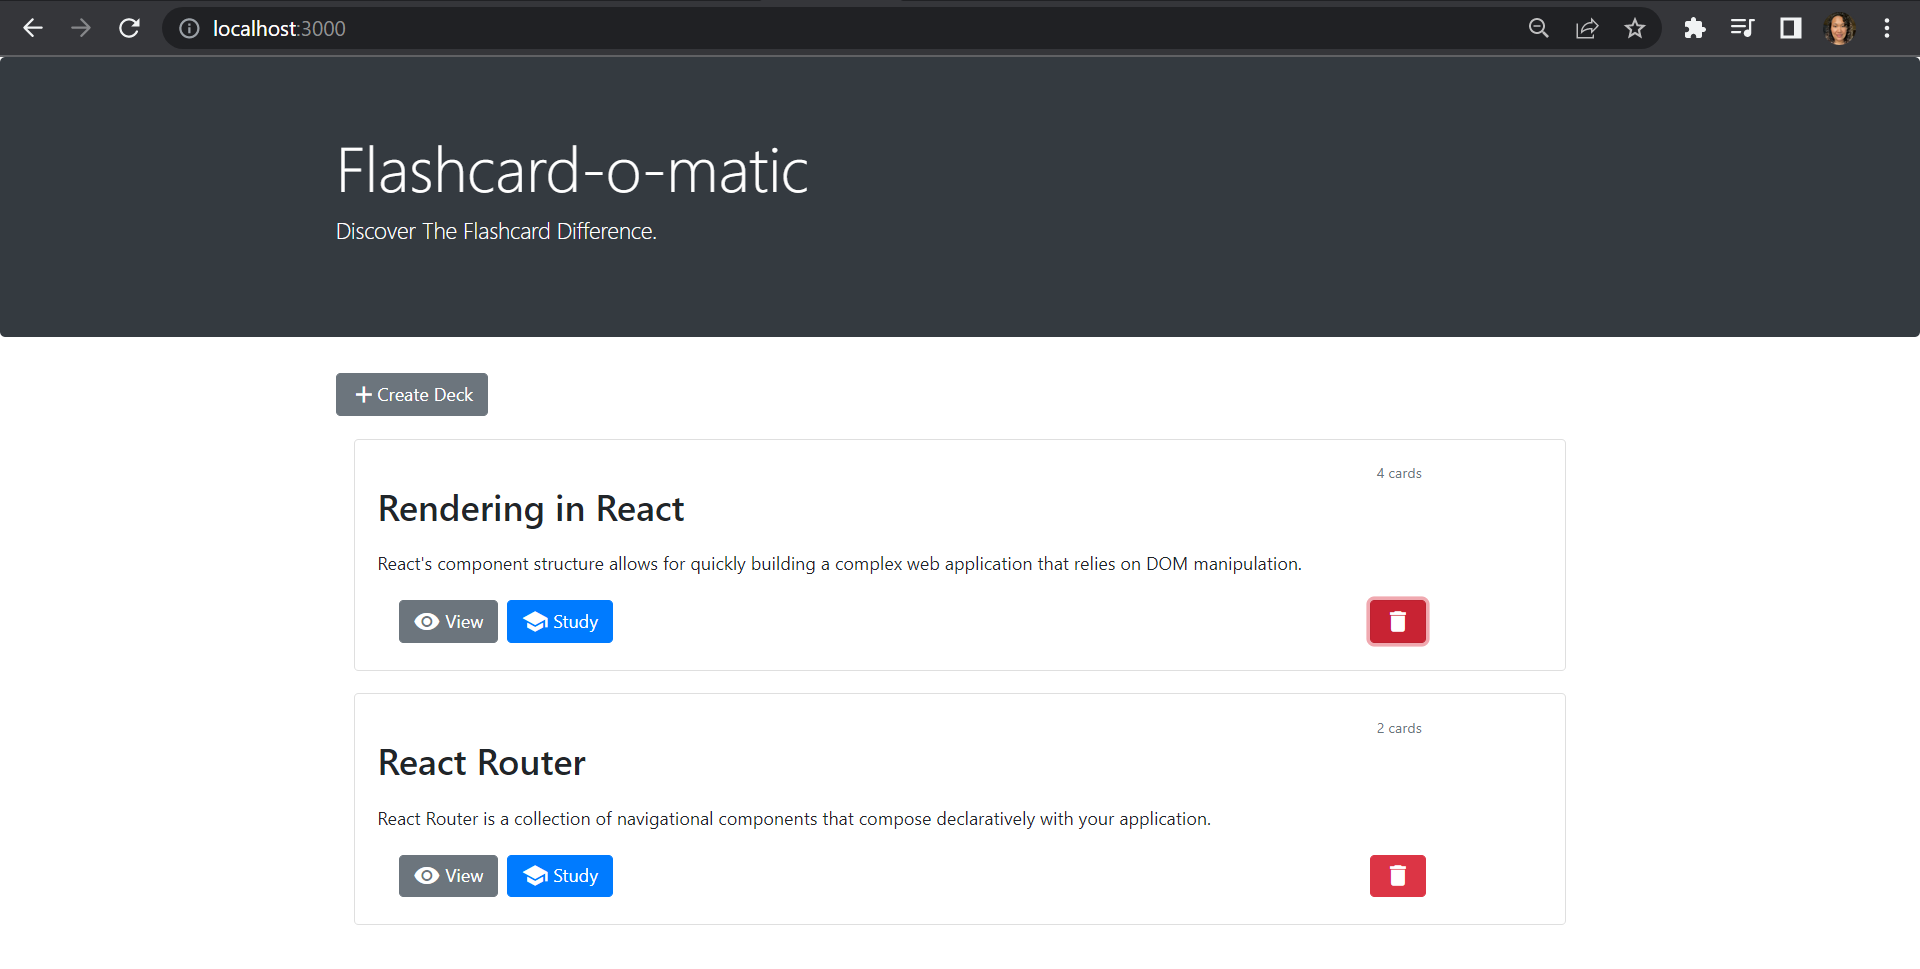 localhost:3000
Flashcard-o-matic
Discover The Flashcard Difference.
Create Deck
4 cards
Rendering in React
React's component structure allows for quickly building a complex web application that relies on DOM manipulation.
View Study
2 cards
React Router
React Router is a collection of navigational components that compose declaratively with your application.
View Study